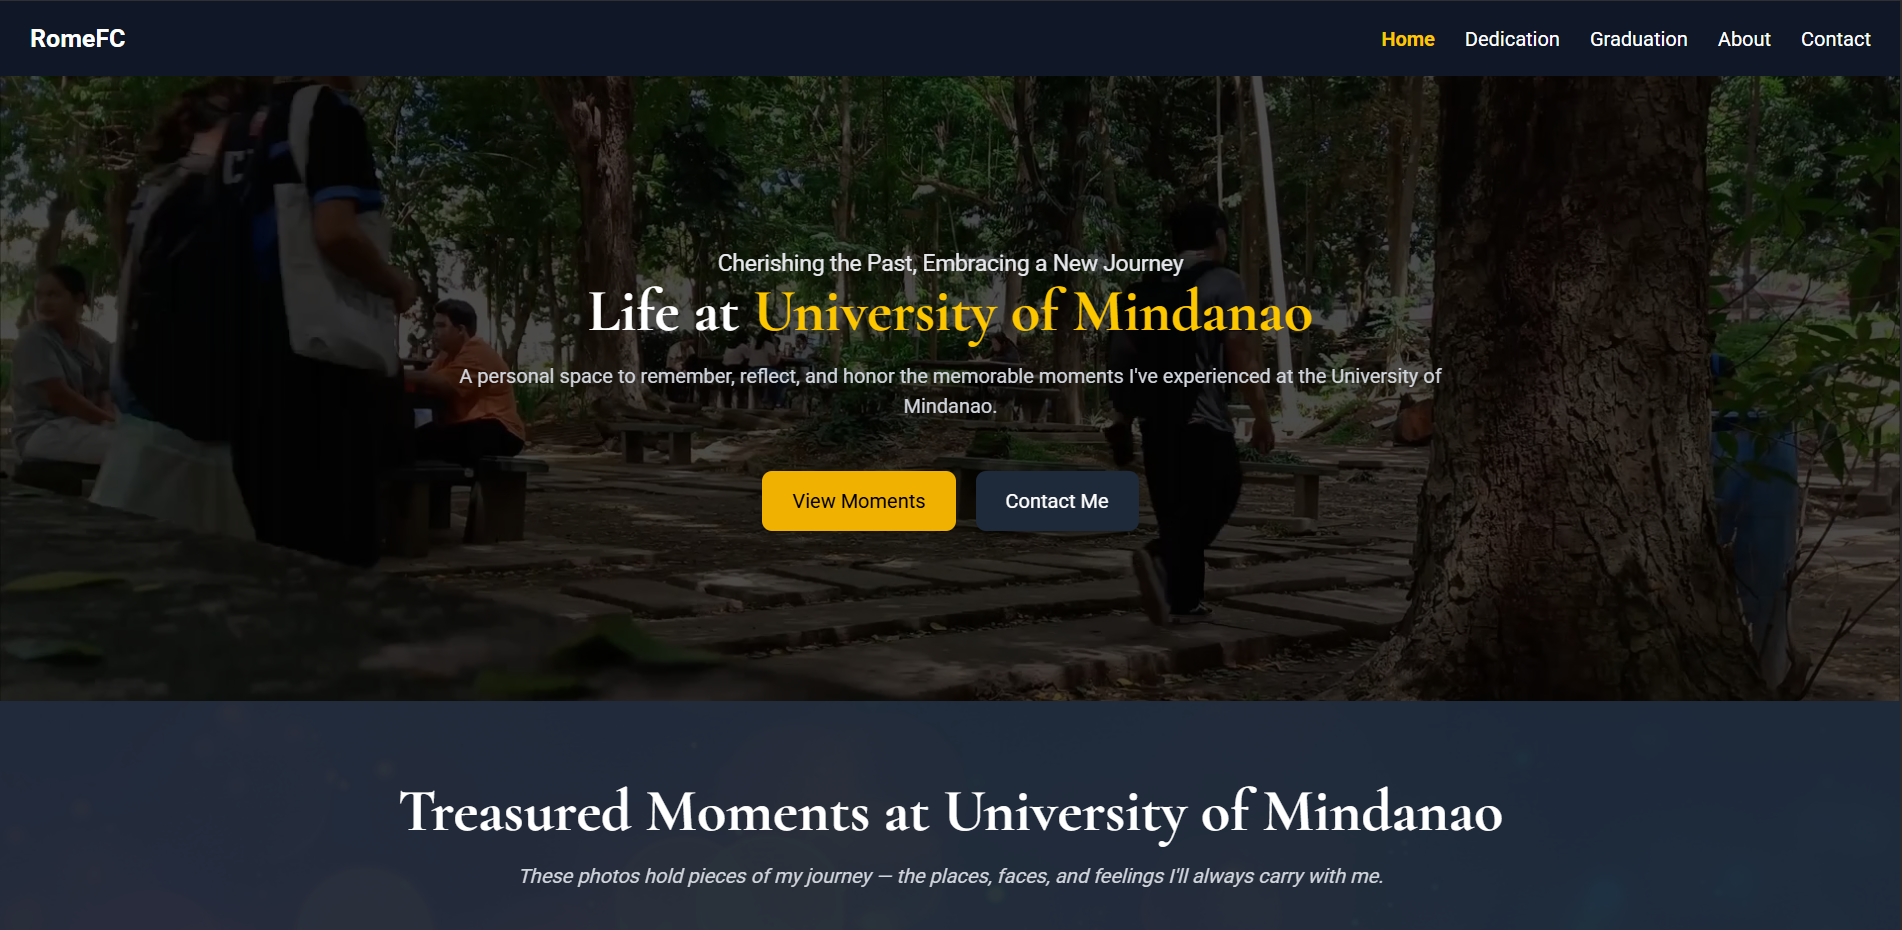 RomeFC
Home
Dedication
Graduation
About
Contact
Cherishing the Past, Embracing a New Journey
Life at University of Mindanao
A personal space to remember, reflect, and honor the memorable moments I've experienced at the University of
Mindanao.
View Moments
Contact Me
Treasured Moments at University of Mindanao
These photos hold pieces of my journey — the places, faces, and feelings I'll always carry with me.